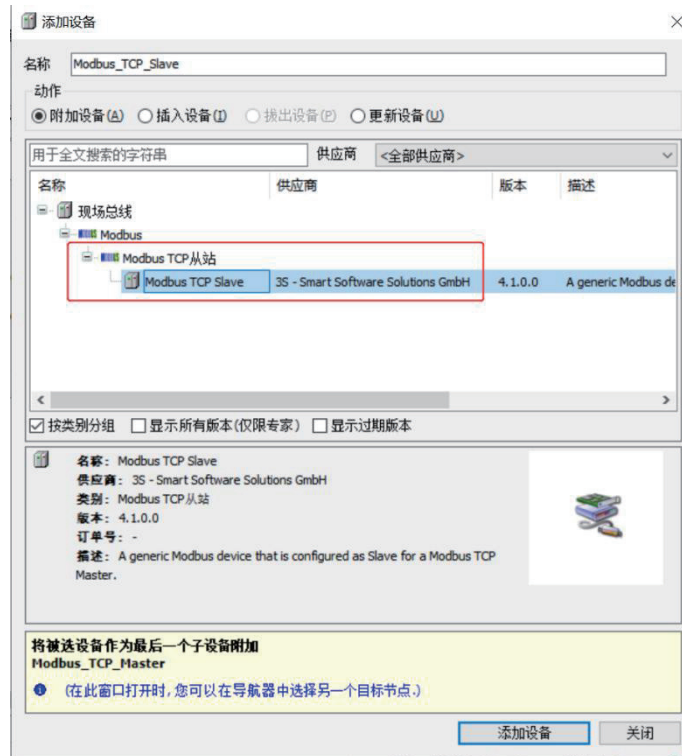 添加设备
名称 Modbus_TCP_Slave
动作
附加设备(A) 插入设备(I) 拔出设备(P) 更新设备(U)
用于全文搜索的字符串 供应商 <全部供应商>
名称 供应商 版本 描述
现场总线
Modbus
Modbus TCP从站
Modbus TCP Slave 3S - Smart Software Solutions GmbH 4.1.0.0 A generic Modbus de
按类别分组 显示所有版本(仅限专家) 显示过期版本
名称: Modbus TCP Slave
供应商: 3S - Smart Software Solutions GmbH
类别: Modbus TCP从站
版本: 4.1.0.0
订单号: -
描述: A generic Modbus device that is configured as Slave for a Modbus TCP
Master.
将被选设备作为最后一个子设备附加
Modbus_TCP_Master
(在此窗口打开时,您可以在导航器中选择另一个目标节点.)
添加设备 关闭